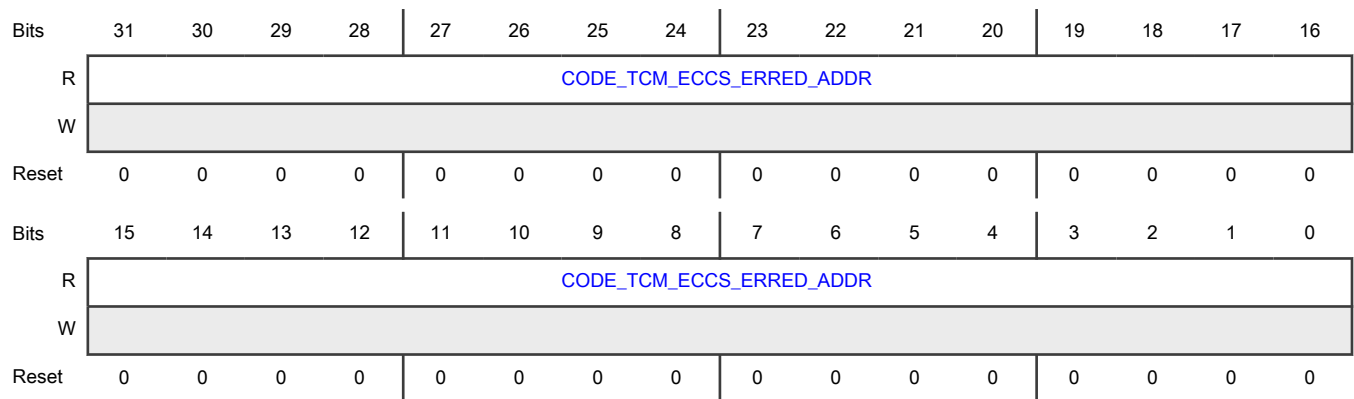 Bits 31 30 29 28 27 26 25 24 23 22 21 20 19 18 17 16
R CODE_TCM_ECCS_ERRED_ADDR
W
Reset 0 0 0 0 0 0 0 0 0 0 0 0 0 0 0 0
Bits 15 14 13 12 11 10 9 8 7 6 5 4 3 2 1 0
R CODE_TCM_ECCS_ERRED_ADDR
W
Reset 0 0 0 0 0 0 0 0 0 0 0 0 0 0 0 0